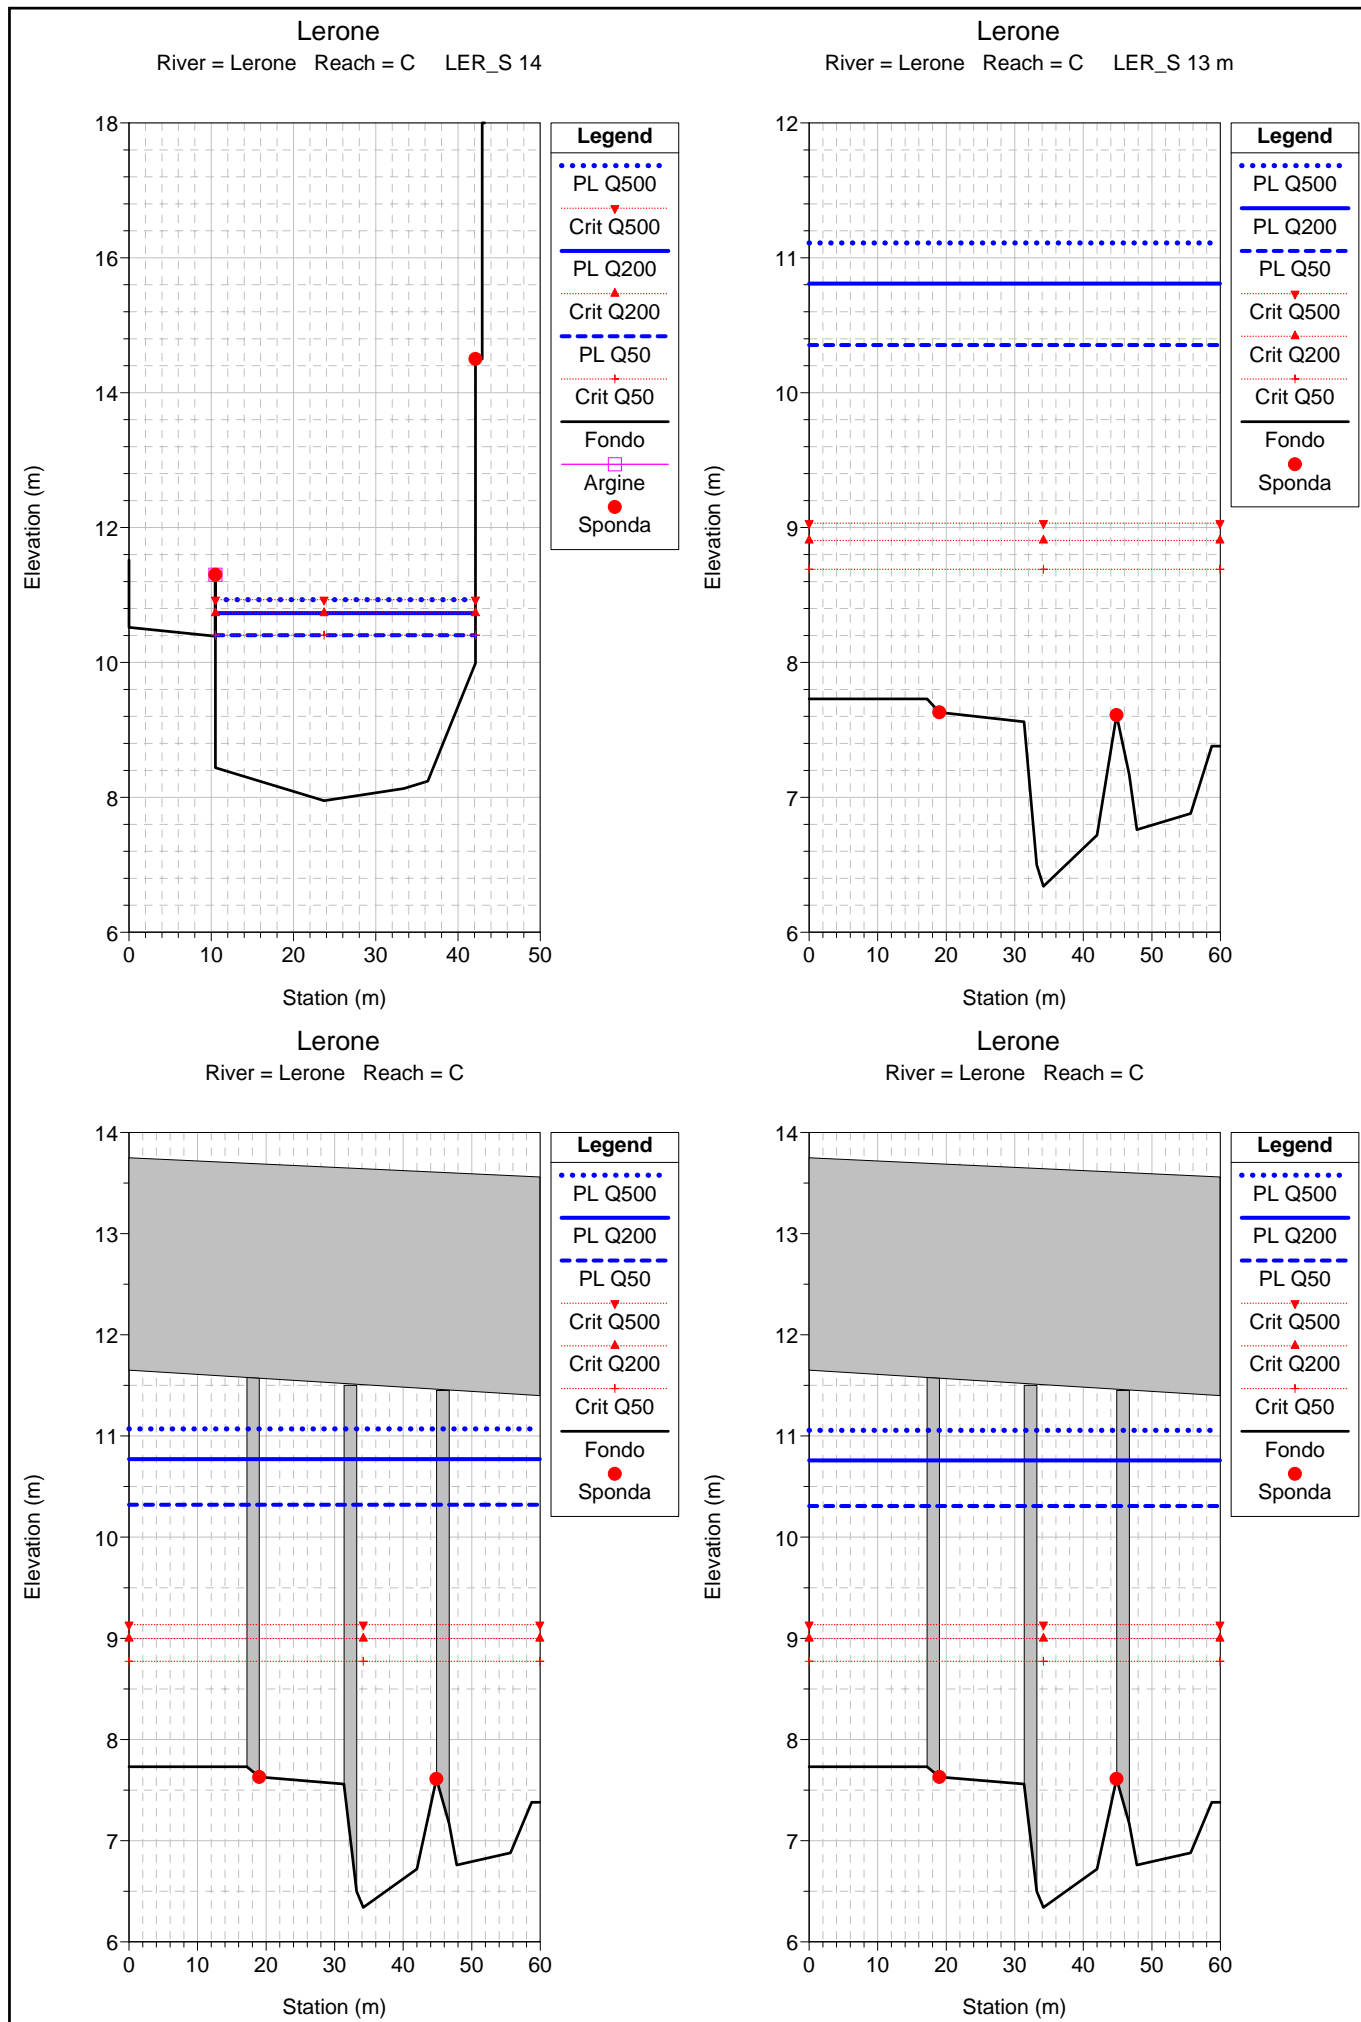 Lerone
River = Lerone Reach = C LER_S 14
Legend
PL Q500
Crit Q500
PL Q200
Crit Q200
PL Q50
Crit Q50
Fondo
Argine
Sponda
18
16
14
12
10
8
6
0 10 20 30 40 50
Station (m)
Elevation (m)
Lerone
River = Lerone Reach = C LER_S 13 m
Legend
PL Q500
PL Q200
PL Q50
Crit Q500
Crit Q200
Crit Q50
Fondo
Sponda
12
11
10
9
8
7
6
0 10 20 30 40 50 60
Station (m)
Elevation (m)
Lerone
River = Lerone Reach = C
Legend
PL Q500
PL Q200
PL Q50
Crit Q500
Crit Q200
Crit Q50
Fondo
Sponda
14
13
12
11
10
9
8
7
6
0 10 20 30 40 50 60
Station (m)
Elevation (m)
Lerone
River = Lerone Reach = C
Legend
PL Q500
PL Q200
PL Q50
Crit Q500
Crit Q200
Crit Q50
Fondo
Sponda
14
13
12
11
10
9
8
7
6
0 10 20 30 40 50 60
Station (m)
Elevation (m)